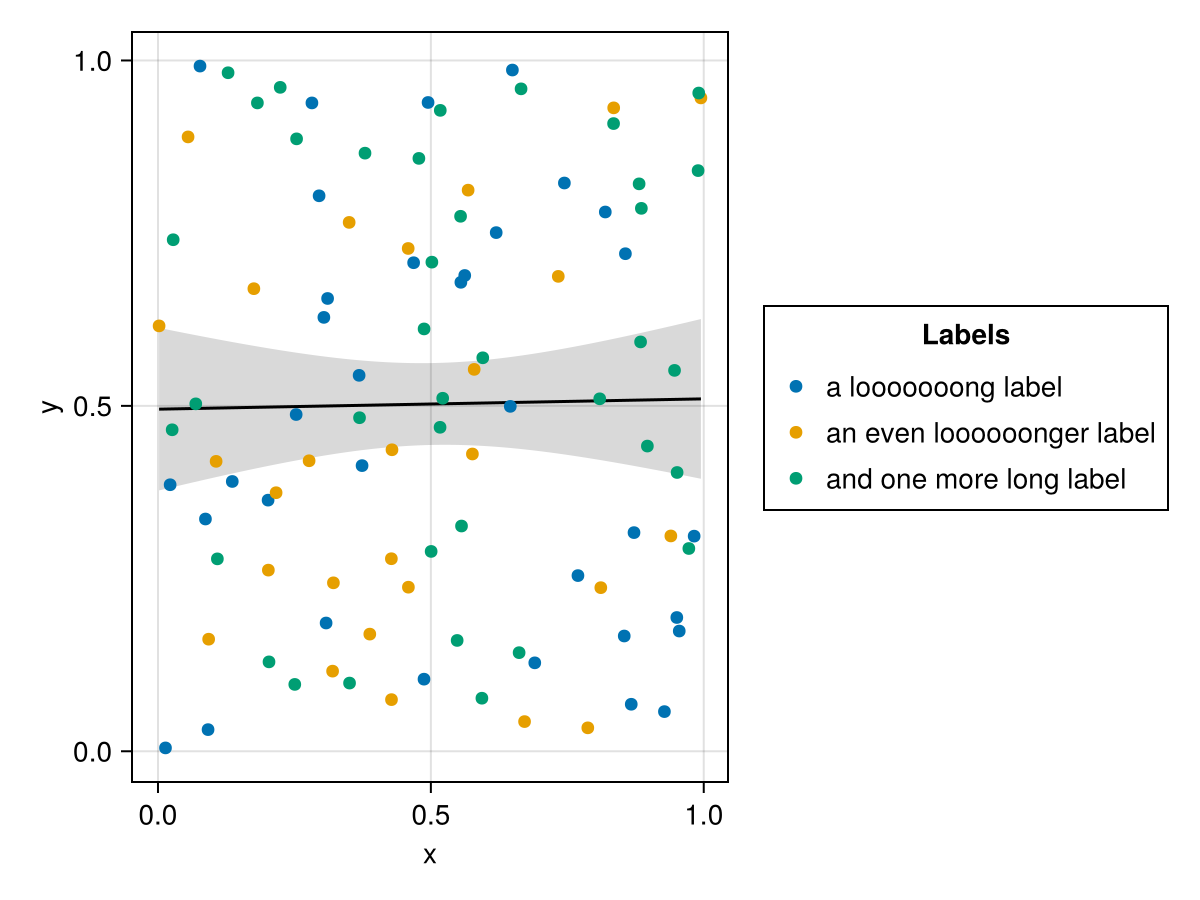 1.0
0.5
0.0
0.0 0.5 1.0
x
y
Labels
a looooooong label
an even loooooonger label
and one more long label